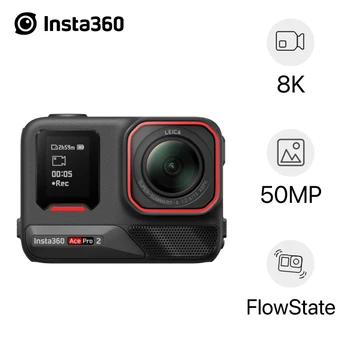 Insta360
8K
2h59m
00:05
•Rec
LEICA
50MP
Insta360 Ace Pro 2
FlowState